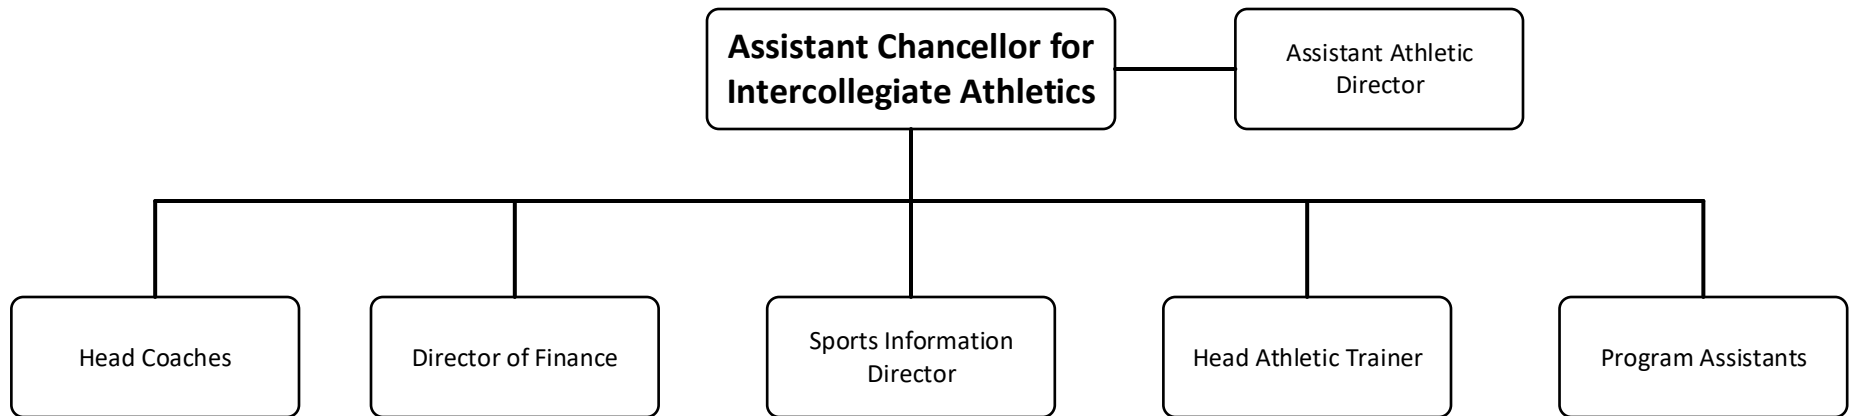 Assistant Chancellor for
Intercollegiate Athletics
Assistant Athletic
Director
Head Coaches
Director of Finance
Sports Information
Director
Head Athletic Trainer
Program Assistants